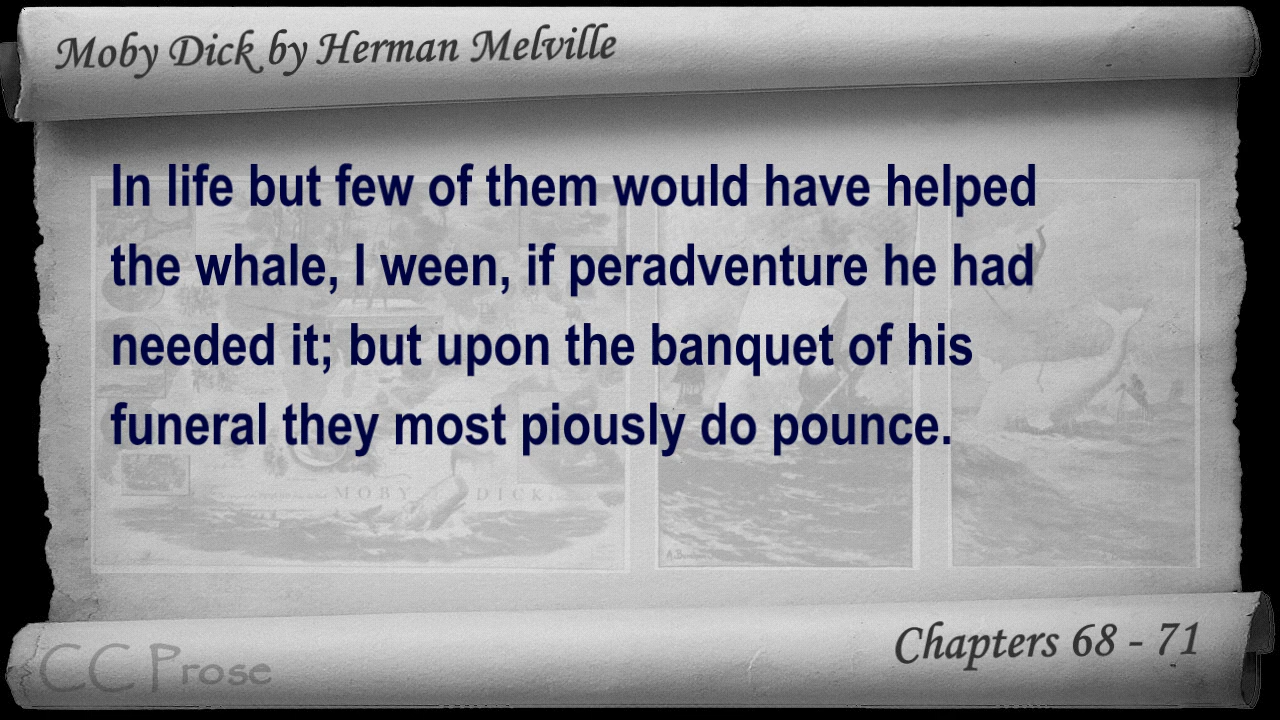 Moby Dick by Herman Melville
In life but few of them would have helped
the whale, I ween, if peradventure he had
needed it; but upon the banquet of his
funeral they most piously do pounce.
MOBY DICK
Chapters 68 - 71
CC Prose